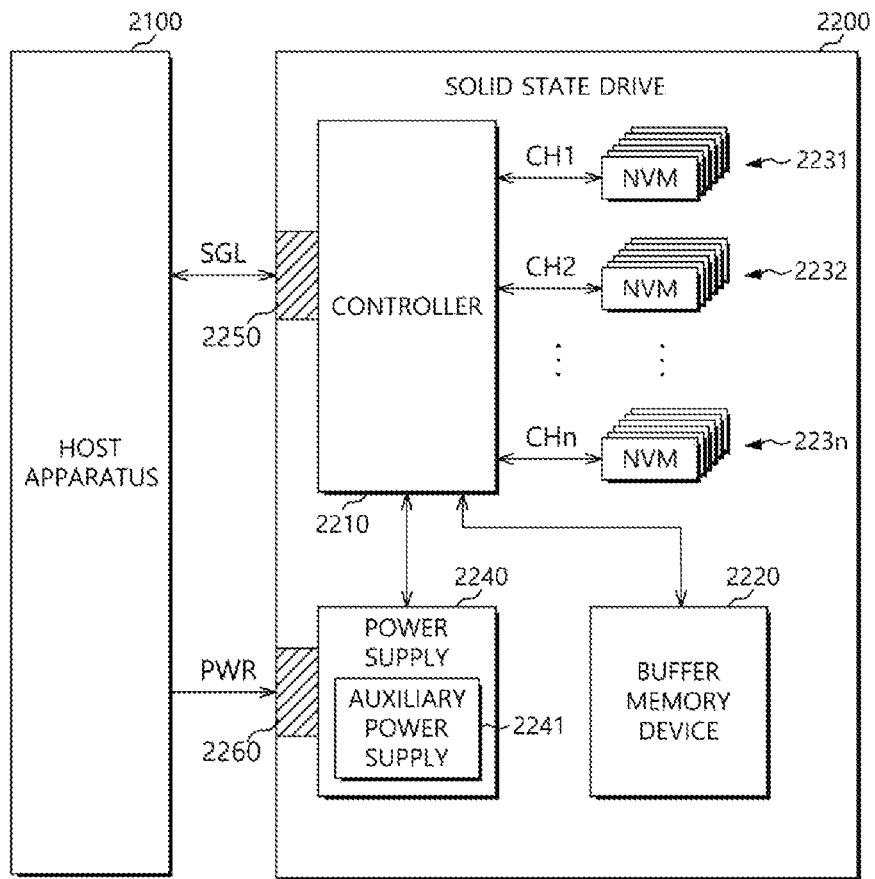 2100
2200
SOLID STATE DRIVE
CH1
NVM
2231
SGL
CH2
NVM
2232
2250
CONTROLLER
HOST
APPARATUS
CHn
NVM
223n
2210
2240
2220
POWER
SUPPLY
PWR
AUXILIARY
POWER
SUPPLY
2241
2260
BUFFER
MEMORY
DEVICE